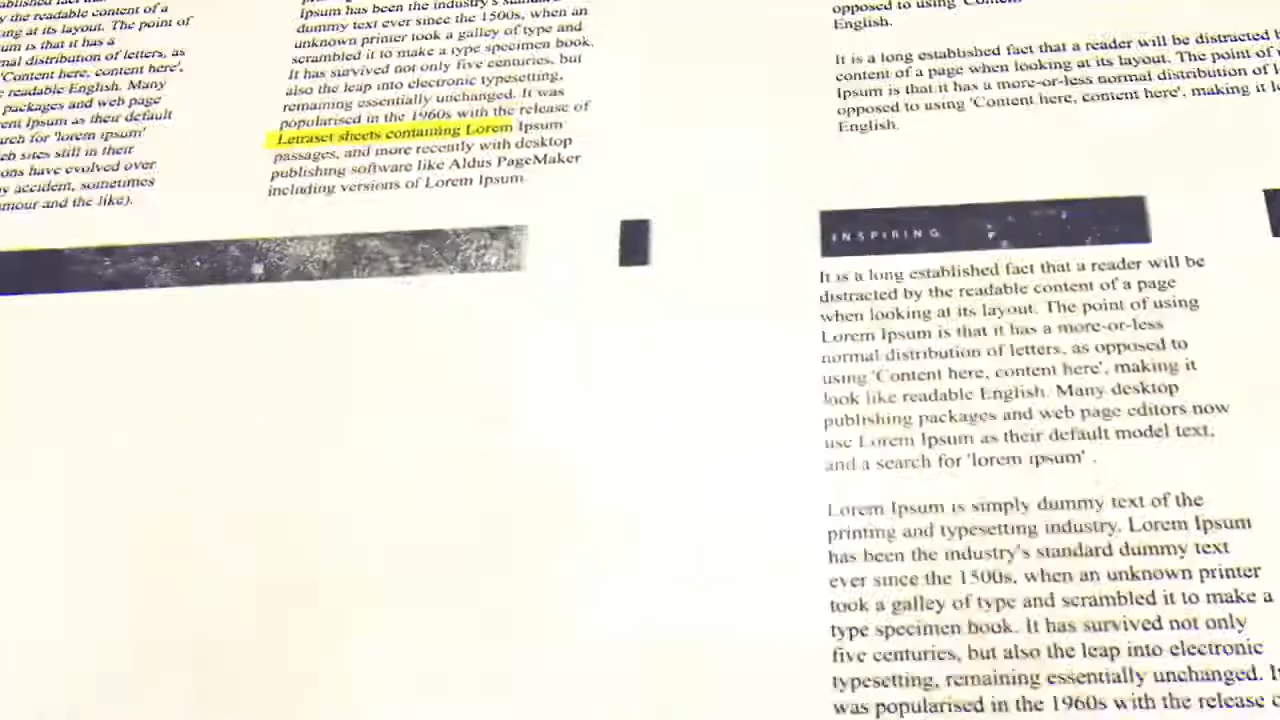 the readable content of a
ing at its layout. The point of
um is that it has a
nal distribution of letters, as
'Content here, content here',
readable English. Many
packages and web page
Ipsum as their default
for 'lorem ipsum'
sites still in their
have evolved over
accident, sometimes
and the like).
Ipsum has been the industry's
dummy text ever since the 1500s, when an
unknown printer took a galley of type and
scrambled it to make a type specimen book.
It has survived not only five centuries, but
also the leap into electronic typesetting,
remaining essentially unchanged. It was
popularised in the 1960s with the release of
Letraset sheets containing Lorem Ipsum
passages, and more recently with desktop
publishing software like Aldus PageMaker
including versions of Lorem Ipsum.
opposed to using
English.
It is a long established fact that a reader will be distracted
content of a page when looking at its layout. The point of
Ipsum is that it has a more-or-less normal distribution of
opposed to using 'Content here, content here', making it
English.
INSPIRING
It is a long established fact that a reader will be
distracted by the readable content of a page
when looking at its layout. The point of using
Lorem Ipsum is that it has a more-or-less
normal distribution of letters, as opposed to
using 'Content here, content here', making it
look like readable English. Many desktop
publishing packages and web page editors now
use Lorem Ipsum as their default model text,
and a search for 'lorem ipsum' .
Lorem Ipsum is simply dummy text of the
printing and typesetting industry. Lorem Ipsum
has been the industry's standard dummy text
ever since the 1500s, when an unknown printer
took a galley of type and scrambled it to make a
type specimen book. It has survived not only
five centuries, but also the leap into electronic
typesetting, remaining essentially unchanged. It
was popularised in the 1960s with the release